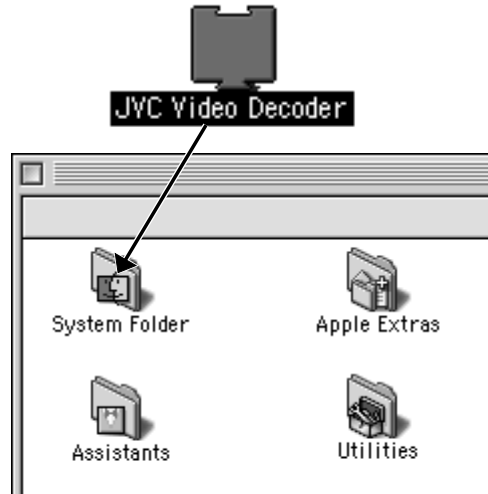 JVC Video Decoder
System Folder
Apple Extras
Assistants
Utilities